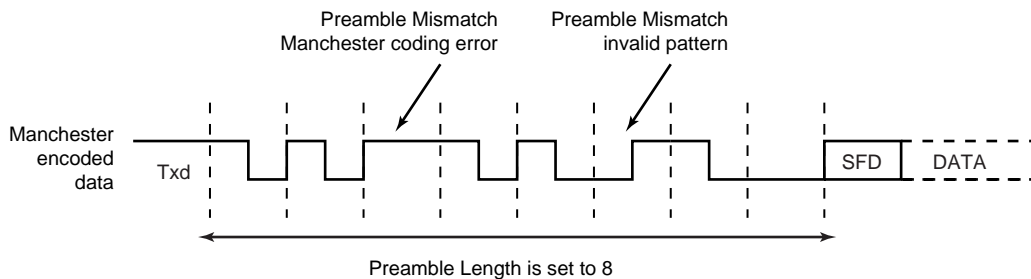 Preamble Mismatch
Manchester coding error
Preamble Mismatch
invalid pattern
Manchester
encoded
data
Txd
SFD
DATA
Preamble Length is set to 8